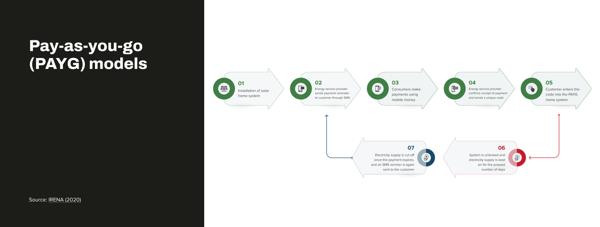 Pay-as-you-go
(PAYG) models
Source: IRENA (2020)
01
Installation of solar
home system
02
Energy service provider
sends payment reminder
to customer through SMS
03
Consumers make
payments using
mobile money
04
Energy service provider
confirms receipt of payment
and sends a unique code
05
Customer enters the
code into the PAYG
home system
06
System is unlocked and
electricity supply is kept
on for the prepaid
number of days
07
Electricity supply is cut off
once the payment expires
and an SMS reminder is again
sent to the customer